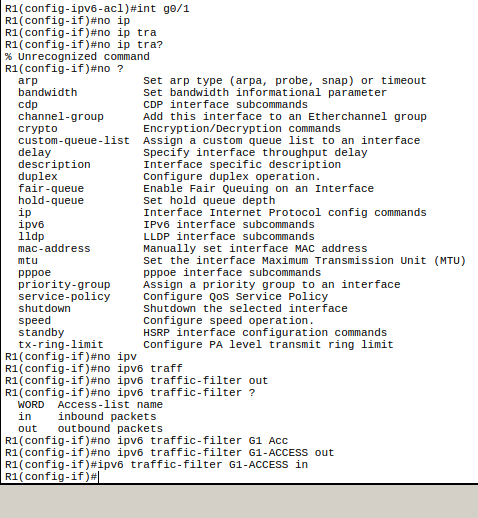 R1(config-ipv6-acl)#int g0/1
R1(config-if)#no ip
R1(config-if)#no ip tra
R1(config-if)#no ip tra?
% Unrecognized command
R1(config-if)#no ?
  arp                Set arp type (arpa, probe, snap) or timeout
  bandwidth          Set bandwidth informational parameter
  cdp                CDP interface subcommands
  channel-group      Add this interface to an Etherchannel group
  crypto             Encryption/Decryption commands
  custom-queue-list  Assign a custom queue list to an interface
  delay              Specify interface throughput delay
  description        Interface specific description
  duplex             Configure duplex operation.
  fair-queue         Enable Fair Queuing on an Interface
  hold-queue         Set hold queue depth
  ip                 Interface Internet Protocol config commands
  ipv6               IPv6 interface subcommands
  lldp               LLDP interface subcommands
  mac-address        Manually set interface MAC address
  mtu                Set the interface Maximum Transmission Unit (MTU)
  pppoe              pppoe interface subcommands
  priority-group     Assign a priority group to an interface
  service-policy     Configure QoS Service Policy
  shutdown           Shutdown the selected interface
  speed              Configure speed operation.
  standby            HSRP interface configuration commands
  tx-ring-limit      Configure PA level transmit ring limit
R1(config-if)#no ipv
R1(config-if)#no ipv6 traff
R1(config-if)#no ipv6 traffic-filter out
R1(config-if)#no ipv6 traffic-filter ?
  WORD  Access-list name
  in    inbound packets
  out   outbound packets
R1(config-if)#no ipv6 traffic-filter G1 Acc
R1(config-if)#no ipv6 traffic-filter G1-ACCESS out
R1(config-if)#ipv6 traffic-filter G1-ACCESS in
R1(config-if)#